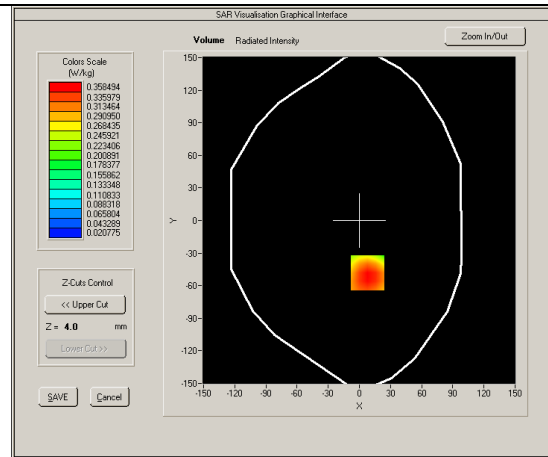 SAR Visualisation Graphical Interface
Volume Radiated Intensity
Zoom In/Out
Colors Scale
(W/kg)
0.358494
0.335979
0.313464
0.290950
0.268435
0.245921
0.223406
0.200891
0.178377
0.155862
0.133348
0.110833
0.088318
0.065804
0.043289
0.020775
Z-Cuts Control
<< Upper Cut
Z = 4.0 mm
Lower Cut >>
SAVE Cancel
150-
120-
90-
60-
30-
Y 0-
-30-
-60-
-90-
-120-
-150-
-150 -120 -90 -60 -30 0 30 60 90 120 150
X